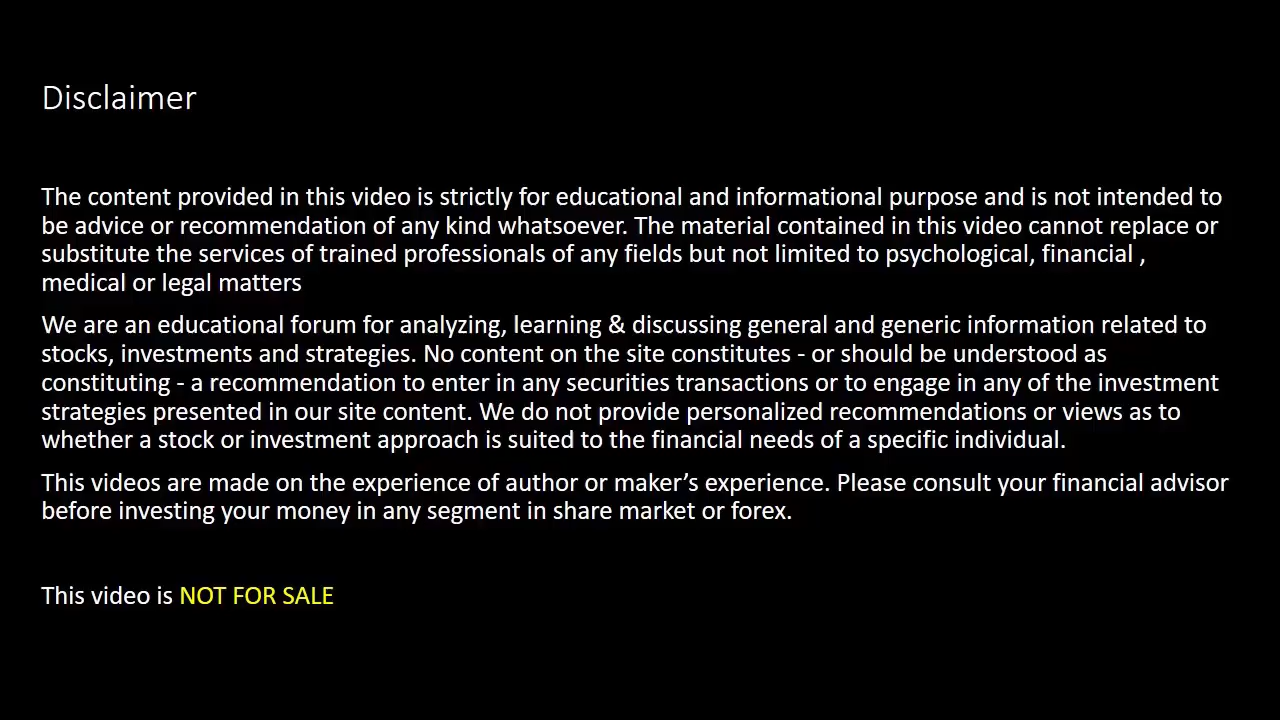 Disclaimer
The content provided in this video is strictly for educational and informational purpose and is not intended to
be advice or recommendation of any kind whatsoever. The material contained in this video cannot replace or
substitute the services of trained professionals of any fields but not limited to psychological, financial ,
medical or legal matters
We are an educational forum for analyzing, learning & discussing general and generic information related to
stocks, investments and strategies. No content on the site constitutes - or should be understood as
constituting - a recommendation to enter in any securities transactions or to engage in any of the investment
strategies presented in our site content. We do not provide personalized recommendations or views as to
whether a stock or investment approach is suited to the financial needs of a specific individual.
This videos are made on the experience of author or maker’s experience. Please consult your financial advisor
before investing your money in any segment in share market or forex.
This video is NOT FOR SALE